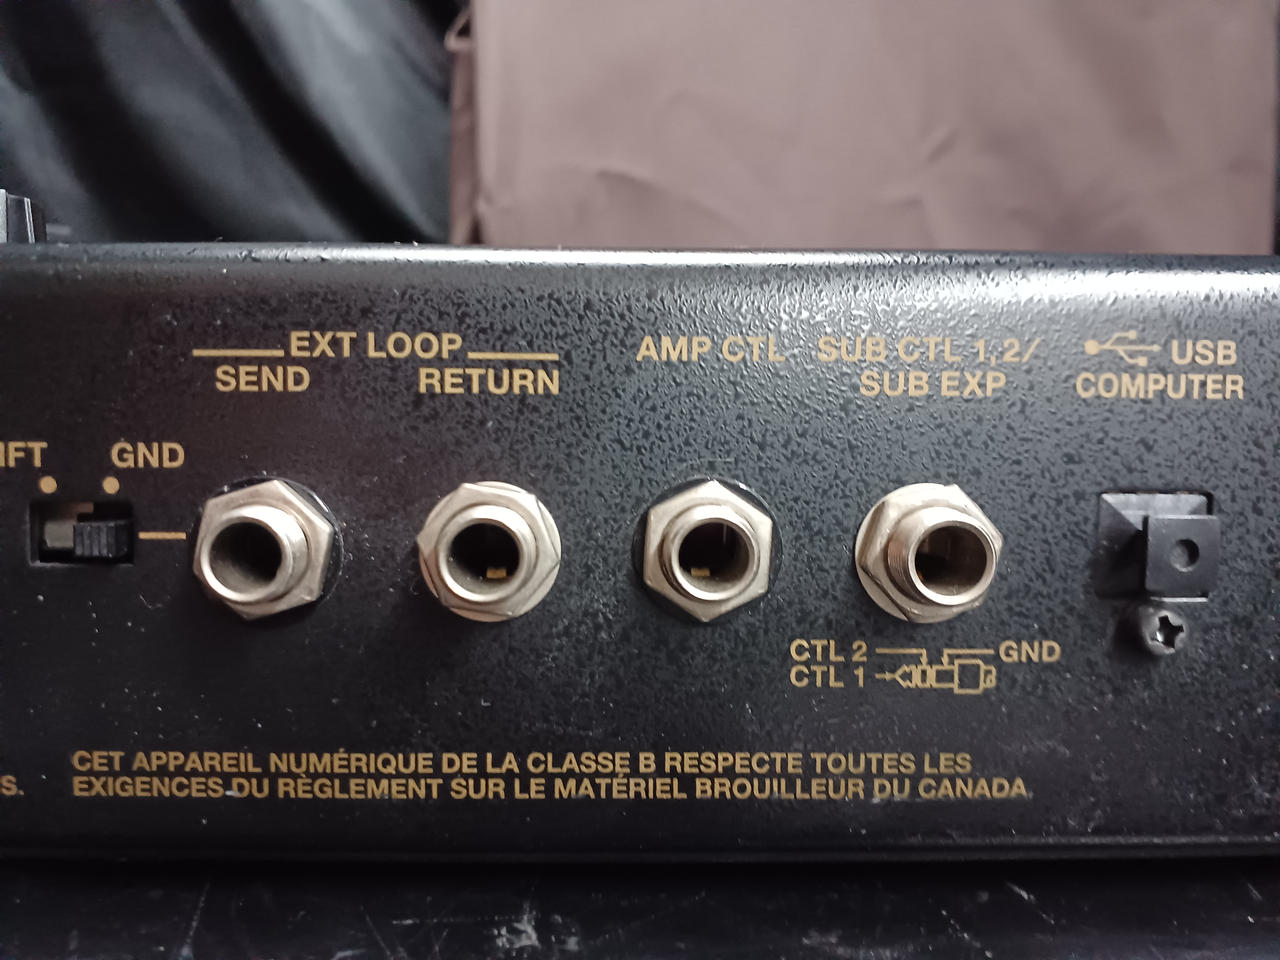 EXT LOOP
SEND RETURN
AMP CTL
SUB CTL 1,2/
SUB EXP
USB
COMPUTER
GND
CTL 2 GND
CTL 1
CET APPAREIL NUMÉRIQUE DE LA CLASSE B RESPECTE TOUTES LES
EXIGENCES DU RÈGLEMENT SUR LE MATÉRIEL BROUILLEUR DU CANADA.